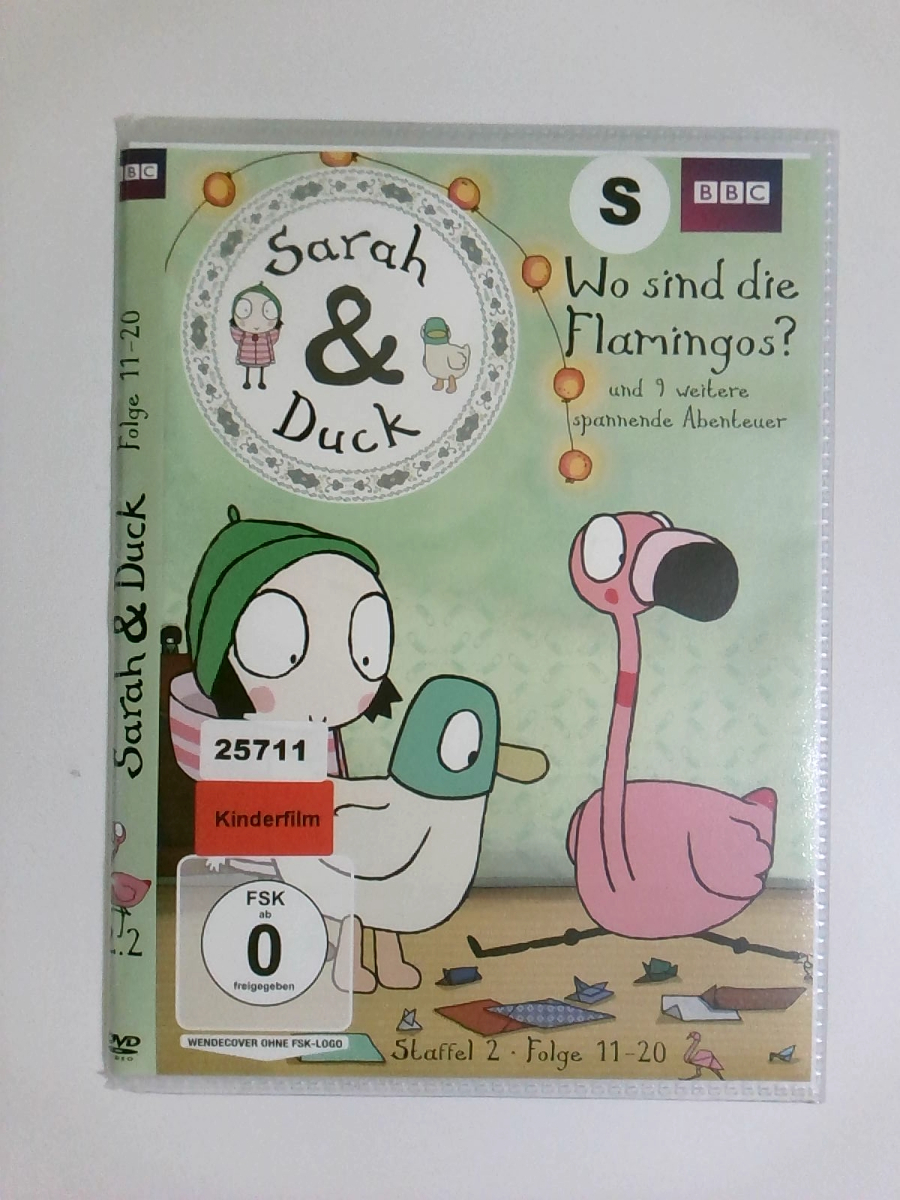 BBC
Sarah & Duck Folge 11-20
Sarah
&
Duck
S
BBC
Wo sind die
Flamingos?
und 9 weitere
spannende Abenteuer
25711
Kinderfilm
FSK
ab
0
freigegeben
WENDECOVER OHNE FSK-LOGO
Staffel 2 · Folge 11-20